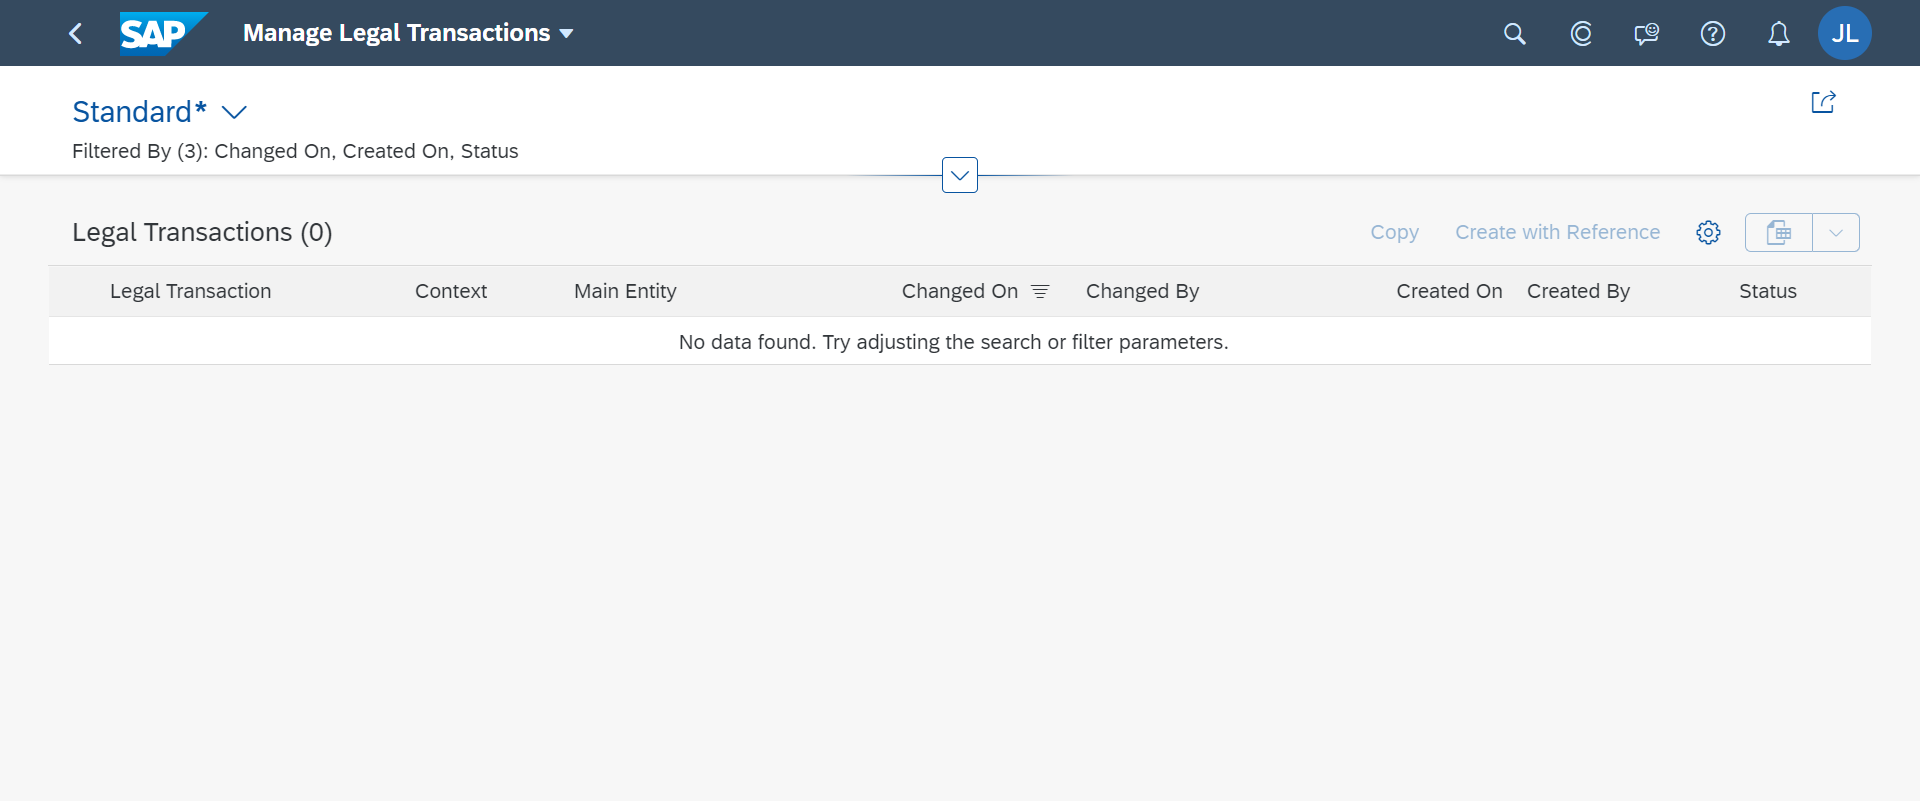 SAP Manage Legal Transactions JL
Standard*
Filtered By (3): Changed On, Created On, Status
Legal Transactions (0) Copy Create with Reference
Legal Transaction Context Main Entity Changed On Changed By Created On Created By Status
No data found. Try adjusting the search or filter parameters.